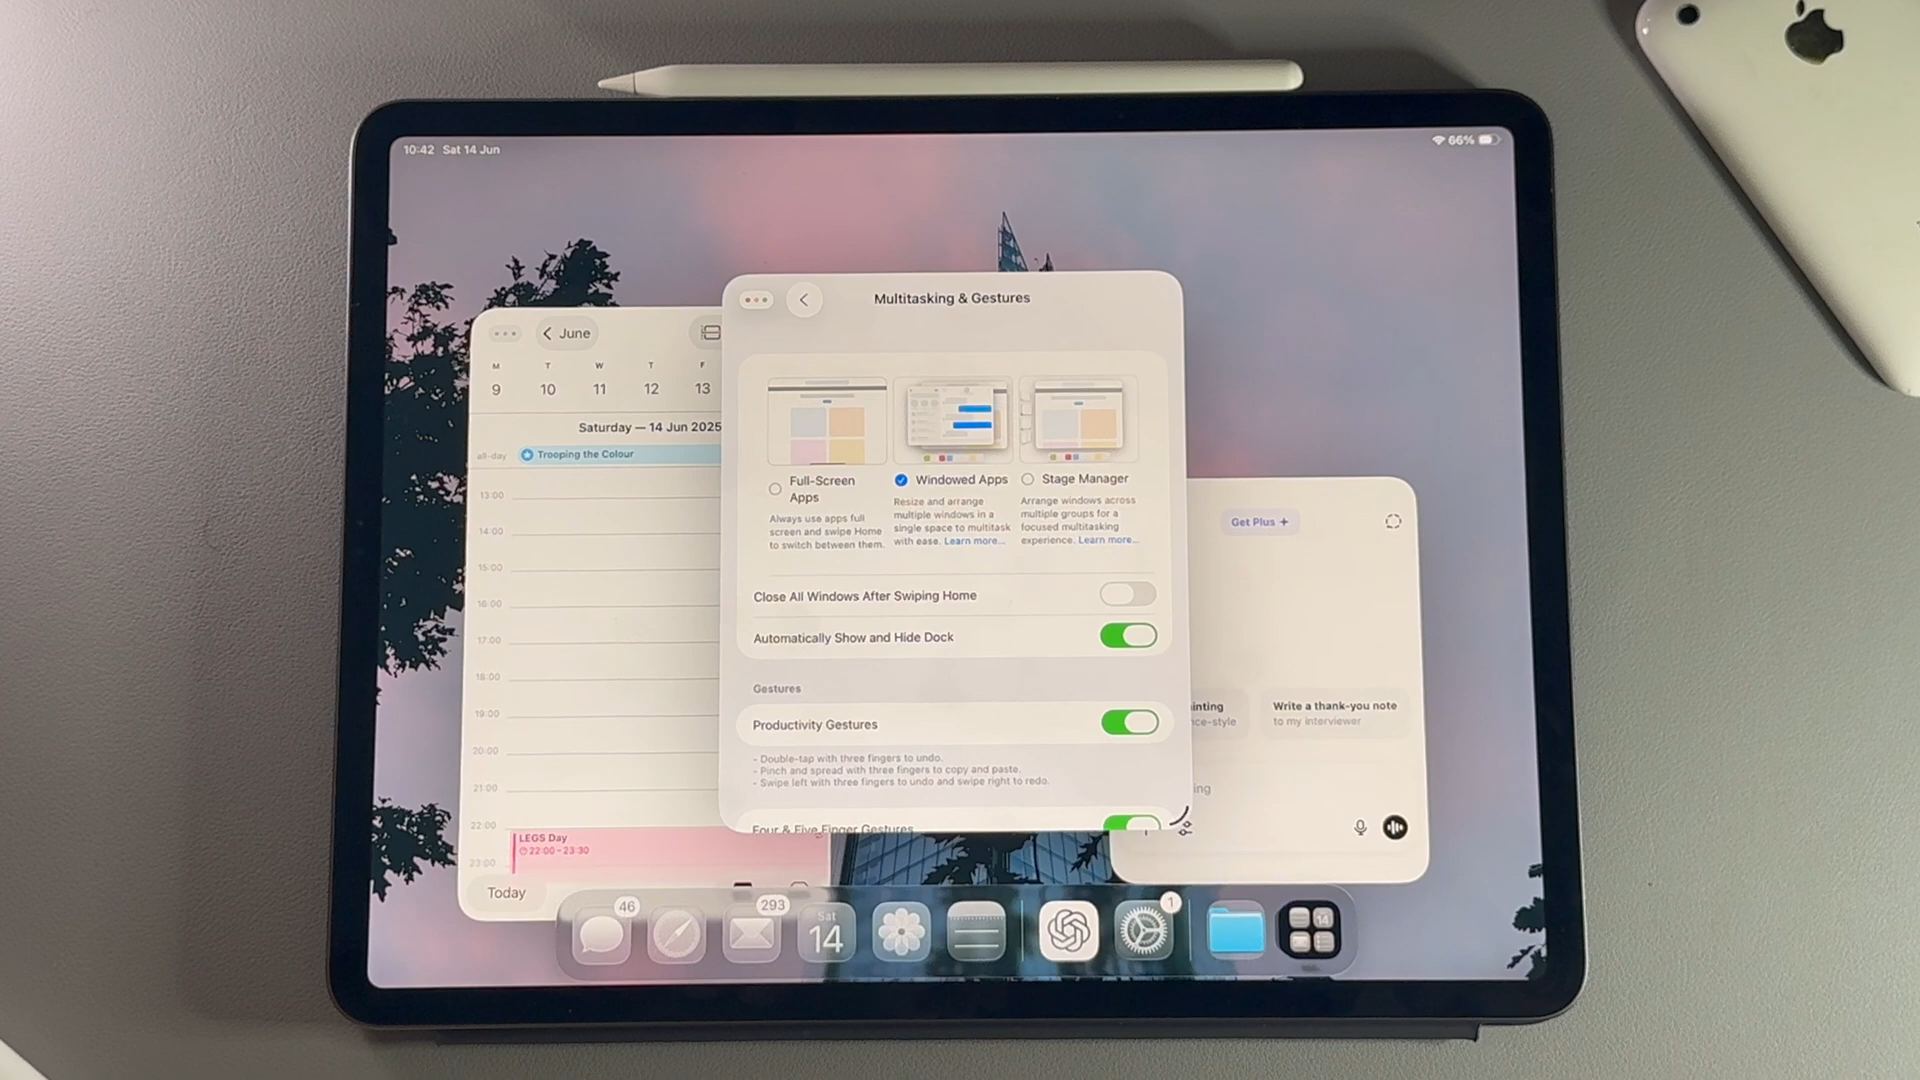 10:42 Sat 14 Jun
66%
June
M T W T F
9 10 11 12 13
Saturday — 14 Jun 2025
all-day
Trooping the Colour
13:00
14:00
15:00
16:00
17:00
18:00
19:00
20:00
21:00
22:00
LEGS Day
22:00 - 23:30
23:00
Today
Multitasking & Gestures
Full-Screen
Apps
Always use apps full
screen and swipe Home
to switch between them.
Windowed Apps
Resize and arrange
multiple windows in a
single space to multitask
with ease. Learn more...
Stage Manager
Arrange windows across
multiple groups for a
focused multitasking
experience. Learn more...
Close All Windows After Swiping Home
Automatically Show and Hide Dock
Gestures
Productivity Gestures
- Double-tap with three fingers to undo.
- Pinch and spread with three fingers to copy and paste.
- Swipe left with three fingers to undo and swipe right to redo.
Four & Five Finger Gestures
Get Plus +
inting
nce-style
Write a thank-you note
to my interviewer
ing
46
293
Sat
14
1
14